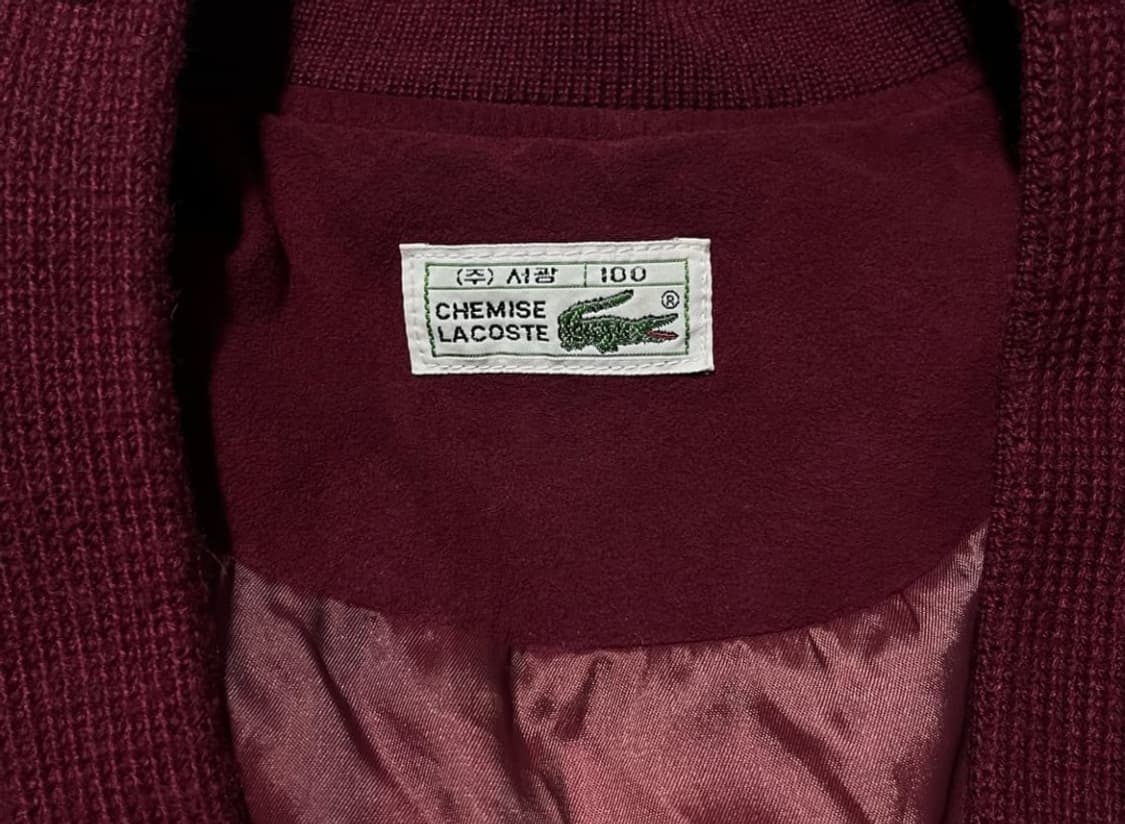 (주) 서광 100
CHEMISE
LACOSTE ®